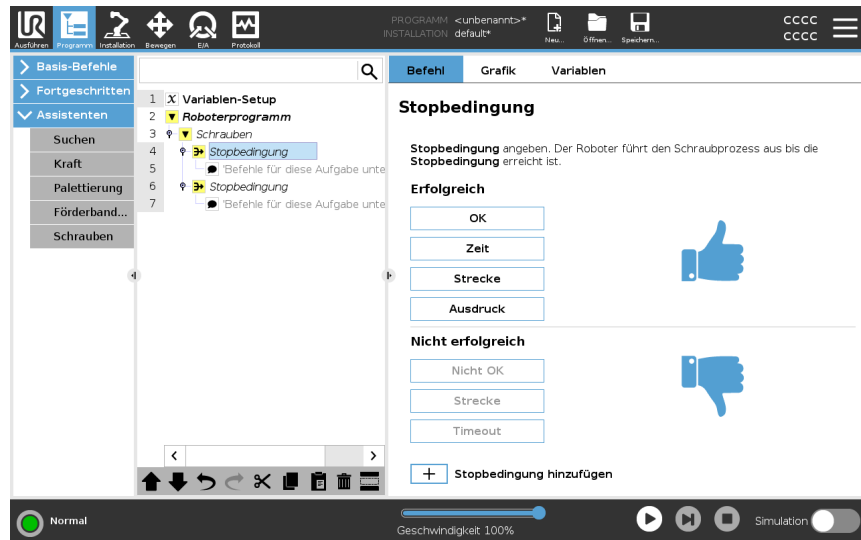 UR
PROGRAMM <unbenannt>*
INSTALLATION default*
CCCC
CCCC
Ausführen Programm Installation Bewegen E/A Protokoll Neu... Öffnen... Speichern...
Basis-Befehle
Fortgeschritten
Assistenten
Suchen
Kraft
Palettierung
Förderband...
Schrauben
1 X Variablen-Setup
2 Roboterprogramm
3 Schrauben
4 Stopbedingung
5 'Befehle für diese Aufgabe unte
6 Stopbedingung
7 'Befehle für diese Aufgabe unte
Befehl Grafik Variablen
Stopbedingung
Stopbedingung angeben. Der Roboter führt den Schraubprozess aus bis die
Stopbedingung erreicht ist.
Erfolgreich
OK
Zeit
Strecke
Ausdruck
Nicht erfolgreich
Nicht OK
Strecke
Timeout
+ Stopbedingung hinzufügen
Normal
Geschwindigkeit 100%
Simulation